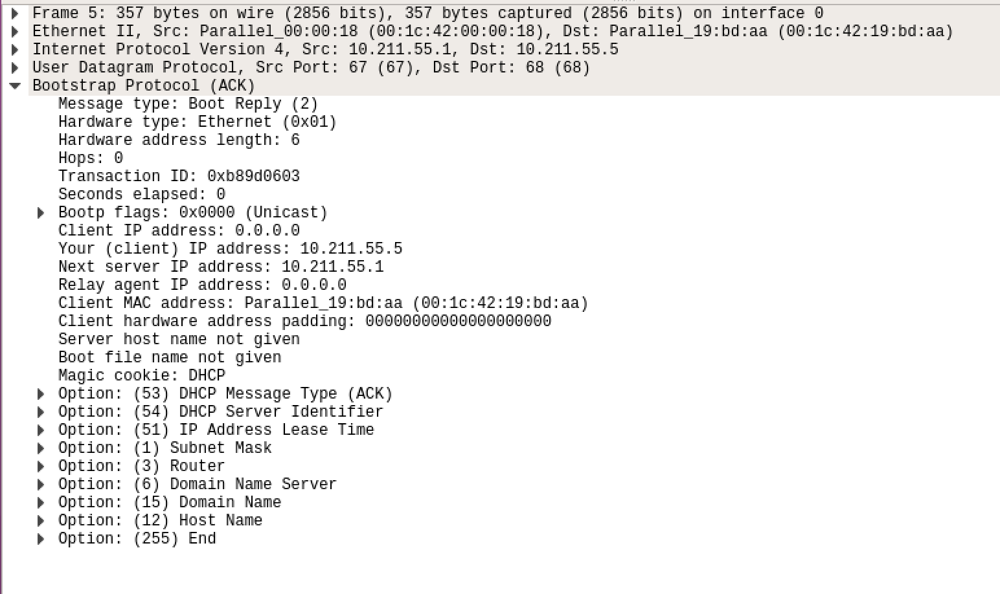 Frame 5: 357 bytes on wire (2856 bits), 357 bytes captured (2856 bits) on interface 0
Ethernet II, Src: Parallel_00:00:18 (00:1c:42:00:00:18), Dst: Parallel_19:bd:aa (00:1c:42:19:bd:aa)
Internet Protocol Version 4, Src: 10.211.55.1, Dst: 10.211.55.5
User Datagram Protocol, Src Port: 67 (67), Dst Port: 68 (68)
Bootstrap Protocol (ACK)
Message type: Boot Reply (2)
Hardware type: Ethernet (0x01)
Hardware address length: 6
Hops: 0
Transaction ID: 0xb89d0603
Seconds elapsed: 0
Bootp flags: 0x0000 (Unicast)
Client IP address: 0.0.0.0
Your (client) IP address: 10.211.55.5
Next server IP address: 10.211.55.1
Relay agent IP address: 0.0.0.0
Client MAC address: Parallel_19:bd:aa (00:1c:42:19:bd:aa)
Client hardware address padding: 00000000000000000000
Server host name not given
Boot file name not given
Magic cookie: DHCP
Option: (53) DHCP Message Type (ACK)
Option: (54) DHCP Server Identifier
Option: (51) IP Address Lease Time
Option: (1) Subnet Mask
Option: (3) Router
Option: (6) Domain Name Server
Option: (15) Domain Name
Option: (12) Host Name
Option: (255) End